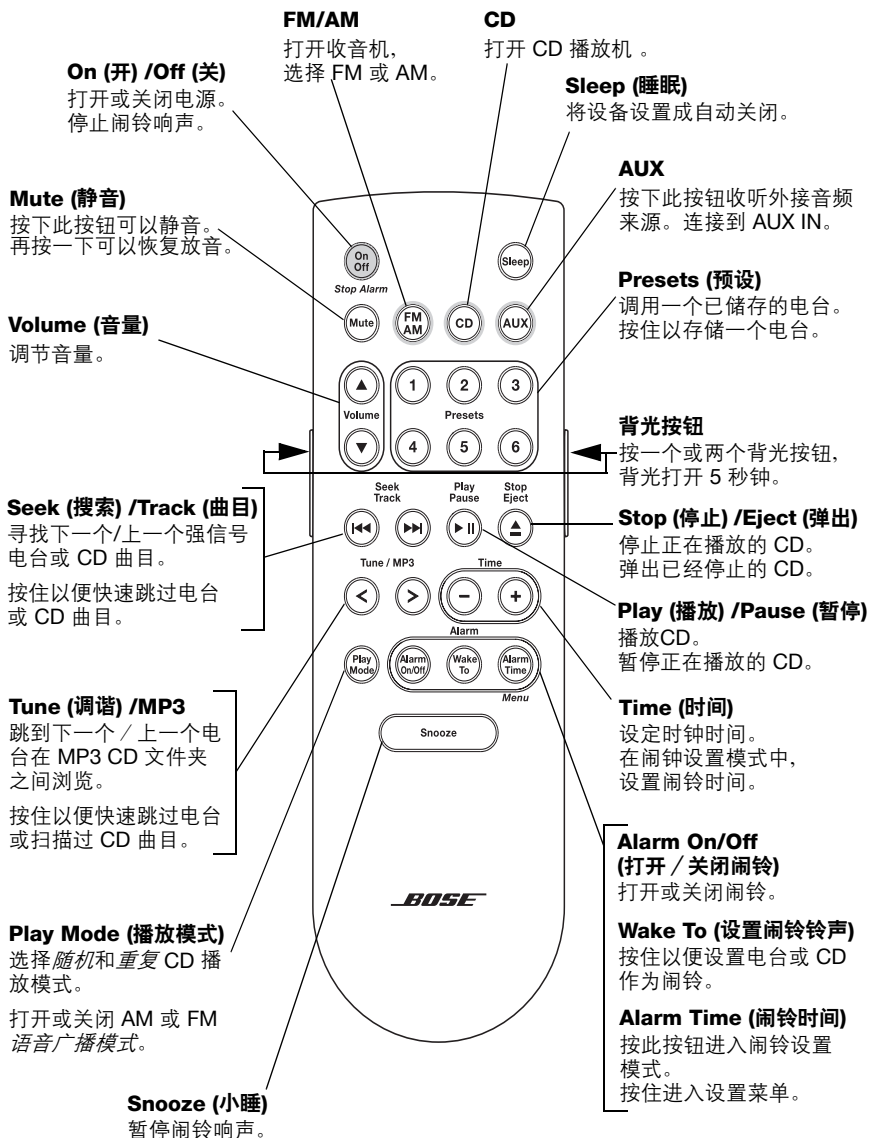 FM/AM
打开收音机,
选择 FM 或 AM。
CD
打开 CD 播放机 。
On (开) /Off (关)
打开或关闭电源。
停止闹铃响声。
Sleep (睡眠)
将设备设置成自动关闭。
Mute (静音)
按下此按钮可以静音。
再按一下可以恢复放音。
AUX
按下此按钮收听外接音频
来源。连接到 AUX IN。
Volume (音量)
调节音量。
Presets (预设)
调用一个已储存的电台。
按住以存储一个电台。
背光按钮
按一个或两个背光按钮,
背光打开 5 秒钟。
Seek (搜索) /Track (曲目)
寻找下一个/上一个强信号
电台或 CD 曲目。
按住以便快速跳过电台
或 CD 曲目。
Stop (停止) /Eject (弹出)
停止正在播放的 CD。
弹出已经停止的 CD。
Play (播放) /Pause (暂停)
播放CD。
暂停正在播放的 CD。
Tune (调谐) /MP3
跳到下一个 / 上一个电
台在 MP3 CD 文件夹
之间浏览。
按住以便快速跳过电台
或扫描过 CD 曲目。
Time (时间)
设定时钟时间。
在闹钟设置模式中,
设置闹铃时间。
Play Mode (播放模式)
选择随机和重复 CD 播
放模式。
打开或关闭 AM 或 FM
语音广播模式。
Alarm On/Off
(打开 / 关闭闹铃)
打开或关闭闹铃。
Wake To (设置闹铃铃声)
按住以便设置电台或 CD
作为闹铃。
Alarm Time (闹铃时间)
按此按钮进入闹铃设置
模式。
按住进入设置菜单。
Snooze (小睡)
暂停闹铃响声。
On
Off
Stop Alarm
Sleep
Mute
FM
AM
CD
AUX
Volume
1
2
3
Presets
4
5
6
Seek
Track
Play
Pause
Stop
Eject
Tune / MP3
Time
Alarm
Play
Mode
Alarm
On/Off
Wake
To
Alarm
Time
Menu
Snooze
BOSE